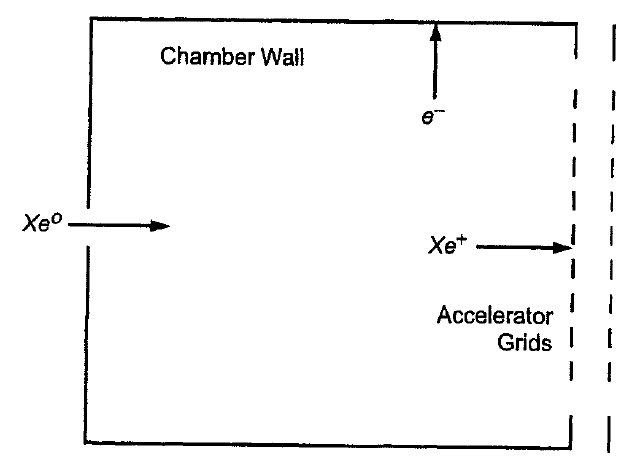 Chamber Wall
e⁻
Xe⁰
Xe⁺
Accelerator
Grids